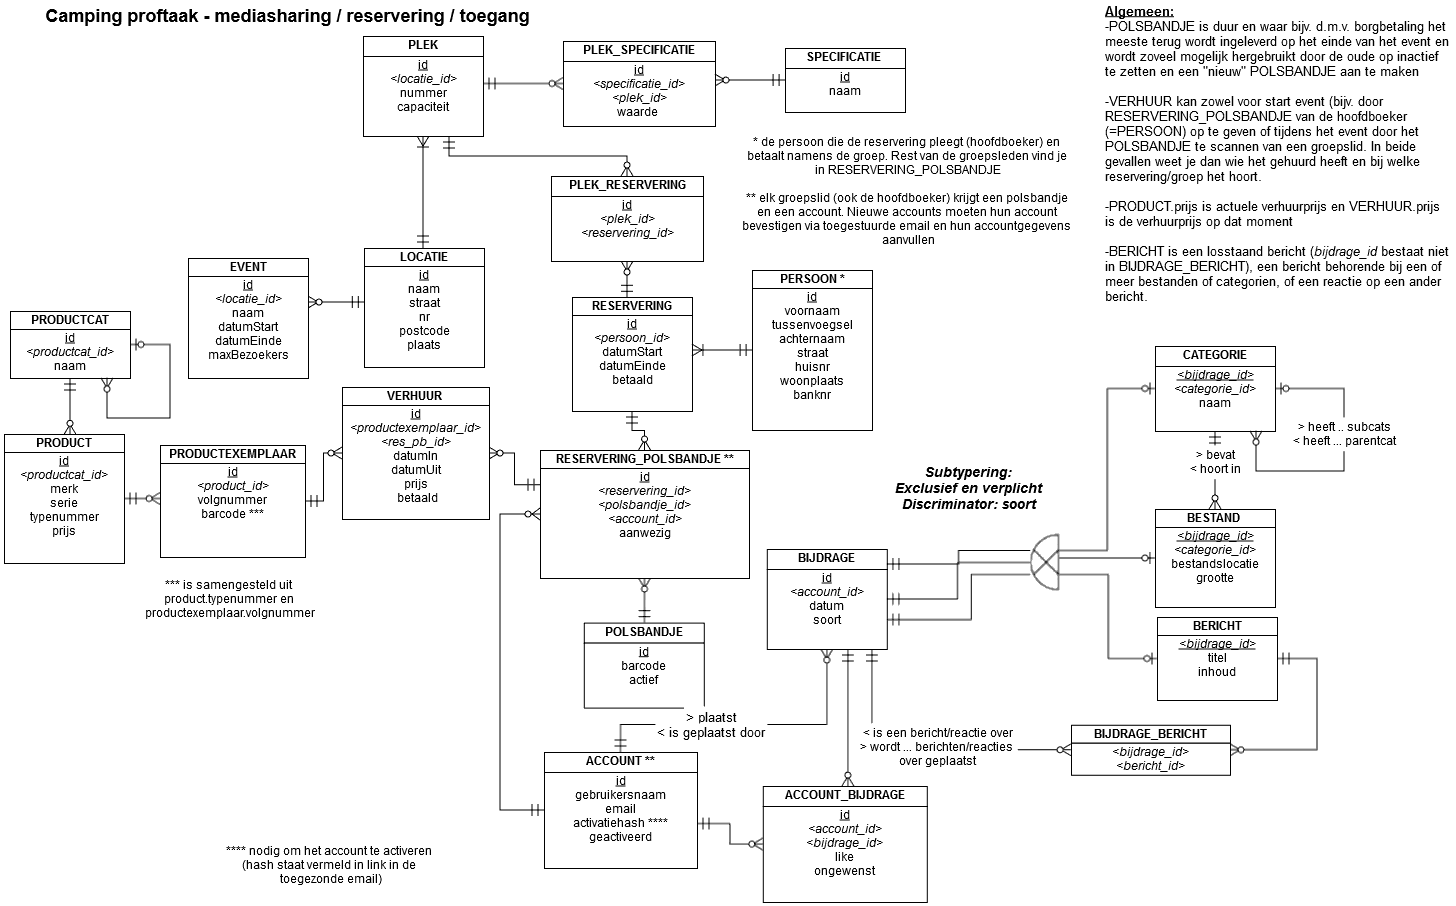 Camping proftaak - mediasharing / reservering / toegang
PLEK
id
<locatie_id>
nummer
capaciteit
PLEK_SPECIFICATIE
id
<specificatie_id>
<plek_id>
waarde
SPECIFICATIE
id
naam
Algemeen:
-POLSBANDJE is duur en waar bijv. d.m.v. borgbetaling het
meeste terug wordt ingeleverd op het einde van het event en
wordt zoveel mogelijk hergebruikt door de oude op inactief
te zetten en een "nieuw" POLSBANDJE aan te maken
-VERHUUR kan zowel voor start event (bijv. door
RESERVERING_POLSBANDJE van de hoofdboeker
(=PERSOON) op te geven of tijdens het event door het
POLSBANDJE te scannen van een groepslid. In beide
gevallen weet je dan wie het gehuurd heeft en bij welke
reservering/groep het hoort.
-PRODUCT.prijs is actuele verhuurprijs en VERHUUR.prijs
is de verhuurprijs op dat moment
-BERICHT is een losstaand bericht (bijdrage_id bestaat niet
in BIJDRAGE_BERICHT), een bericht behorende bij een of
meer bestanden of categorien, of een reactie op een ander
bericht.
* de persoon die de reservering pleegt (hoofdboeker) en
betaalt namens de groep. Rest van de groepsleden vind je
in RESERVERING_POLSBANDJE
** elk groepslid (ook de hoofdboeker) krijgt een polsbandje
en een account. Nieuwe accounts moeten hun account
bevestigen via toegestuurde email en hun accountgegevens
aanvullen
PLEK_RESERVERING
id
<plek_id>
<reservering_id>
LOCATIE
id
naam
straat
nr
postcode
plaats
EVENT
id
<locatie_id>
naam
datumStart
datumEinde
maxBezoekers
PERSOON *
id
voornaam
tussenvoegsel
achternaam
straat
huisnr
woonplaats
banknr
RESERVERING
id
<persoon_id>
datumStart
datumEinde
betaald
PRODUCTCAT
id
<productcat_id>
naam
VERHUUR
id
<productexemplaar_id>
<res_pb_id>
datumIn
datumUit
prijs
betaald
PRODUCT
id
<productcat_id>
merk
serie
typenummer
prijs
PRODUCTEXEMPLAAR
id
<product_id>
volgnummer
barcode ***
*** is samengesteld uit
product.typenummer en
productexemplaar.volgnummer
RESERVERING_POLSBANDJE **
id
<reservering_id>
<polsbandje_id>
<account_id>
aanwezig
CATEGORIE
<bijdrage_id>
<categorie_id>
naam
> heeft .. subcats
< heeft ... parentcat
> bevat
< hoort in
Subtypering:
Exclusief en verplicht
Discriminator: soort
BESTAND
<bijdrage_id>
<categorie_id>
bestandslocatie
grootte
BIJDRAGE
id
<account_id>
datum
soort
BERICHT
<bijdrage_id>
titel
inhoud
POLSBANDJE
id
barcode
actief
> plaatst
< is geplaatst door
< is een bericht/reactie over
> wordt ... berichten/reacties
over geplaatst
BIJDRAGE_BERICHT
<bijdrage_id>
<bericht_id>
ACCOUNT **
id
gebruikersnaam
email
activatiehash ****
geactiveerd
ACCOUNT_BIJDRAGE
id
<account_id>
<bijdrage_id>
like
ongewenst
**** nodig om het account te activeren
(hash staat vermeld in link in de
toegezonde email)